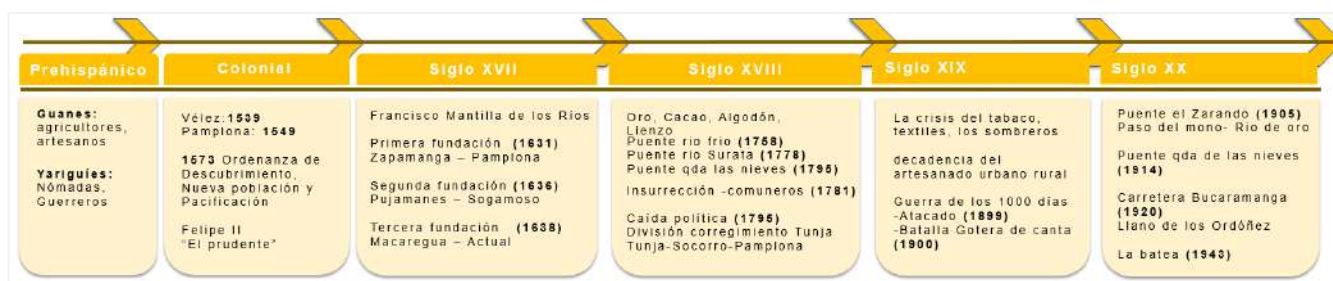 Prehispánico
Guanes:
agricultores,
artesanos
Yariguíes:
Nómadas,
Guerreros
Colonial
Vélez:1539
Pamplona: 1549
1573 Ordenanza de
Descubrimiento,
Nueva población y
Pacificación
Felipe II
“El prudente”
Siglo XVII
Francisco Mantilla de los Ríos
Primera fundación (1631)
Zapamanga – Pamplona
Segunda fundación (1636)
Pujamanes – Sogamoso
Tercera fundación (1638)
Macaregua – Actual
Siglo XVIII
Oro, Cacao, Algodón,
Lienzo
Puente rio frio (1758)
Puente rio Surata (1778)
Puente qda las nieves (1795)
Insurrección -comuneros (1781)
Caída política (1795)
División corregimiento Tunja
Tunja-Socorro-Pamplona
Siglo XIX
La crisis del tabaco,
textiles, los sombreros
decadencia del
artesanado urbano rural
Guerra de los 1000 días
-Atacado (1899)
-Batalla Gotera de canta
(1900)
Siglo XX
Puente el Zarando (1905)
Paso del mono- Rio de oro
Puente qda de las nieves
(1914)
Carretera Bucaramanga
(1920)
Llano de los Ordóñez
La batea (1943)